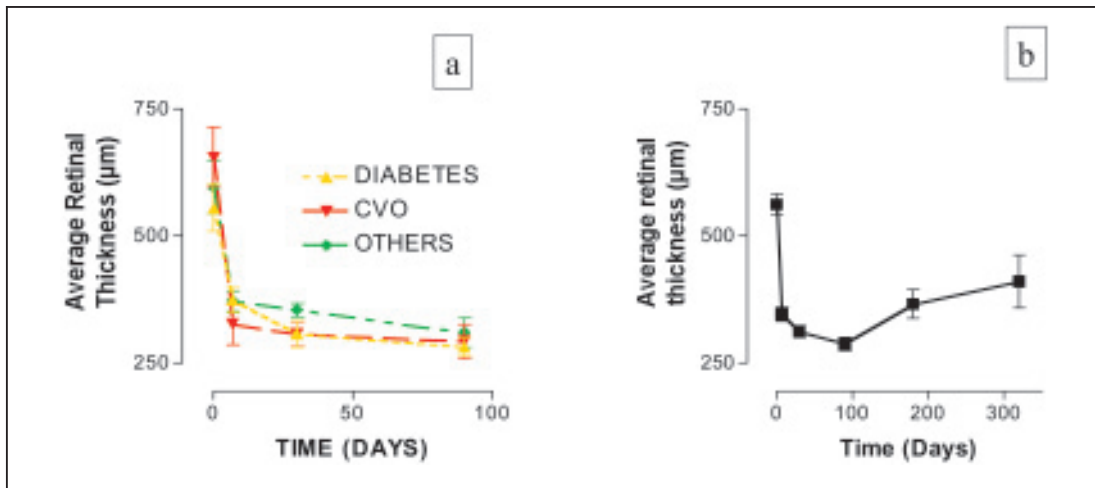 a
750
500
250
Average Retinal
Thickness (µm)
DIABETES
CVO
OTHERS
0 50 100
TIME (DAYS)
b
750
500
250
Average retinal
thickness (µm)
0 100 200 300
Time (Days)